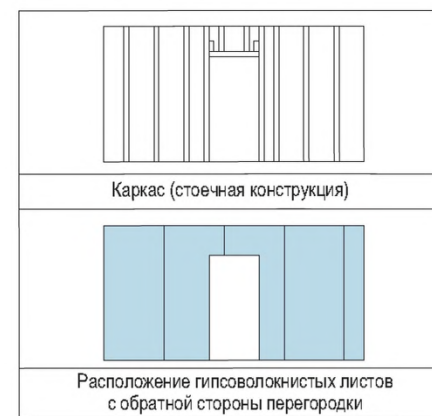 Каркас (стоечная конструкция)
Расположение гипсоволокнистых листов
с обратной стороны перегородки